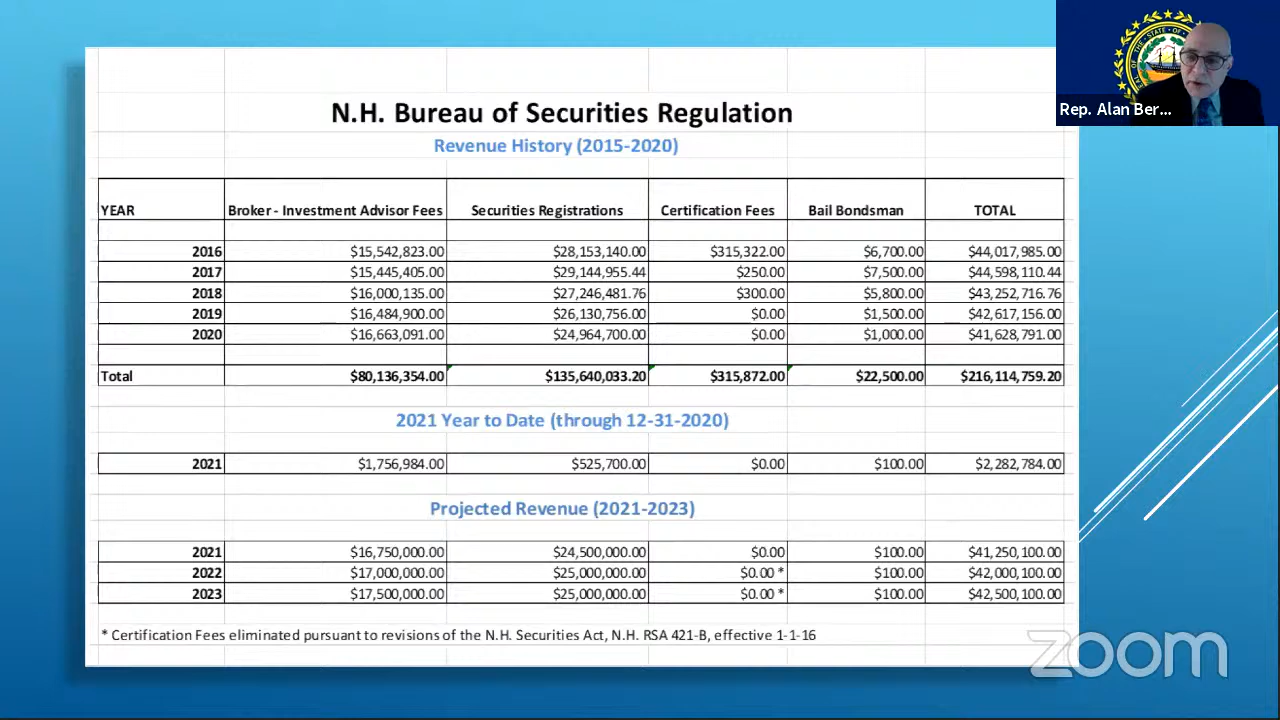 N.H. Bureau of Securities Regulation
Revenue History (2015-2020)
YEAR Broker - Investment Advisor Fees Securities Registrations Certification Fees Bail Bondsman TOTAL
2016 $15,542,823.00 $28,153,140.00 $315,322.00 $6,700.00 $44,017,985.00
2017 $15,445,405.00 $29,144,955.44 $250.00 $7,500.00 $44,598,110.44
2018 $16,000,135.00 $27,246,481.76 $300.00 $5,800.00 $43,252,716.76
2019 $16,484,900.00 $26,130,756.00 $0.00 $1,500.00 $42,617,156.00
2020 $16,663,091.00 $24,964,700.00 $0.00 $1,000.00 $41,628,791.00
Total $80,136,354.00 $135,640,033.20 $315,872.00 $22,500.00 $216,114,759.20
2021 Year to Date (through 12-31-2020)
2021 $1,756,984.00 $525,700.00 $0.00 $100.00 $2,282,784.00
Projected Revenue (2021-2023)
2021 $16,750,000.00 $24,500,000.00 $0.00 $100.00 $41,250,100.00
2022 $17,000,000.00 $25,000,000.00 $0.00 * $100.00 $42,000,100.00
2023 $17,500,000.00 $25,000,000.00 $0.00 * $100.00 $42,500,100.00
* Certification Fees eliminated pursuant to revisions of the N.H. Securities Act, N.H. RSA 421-B, effective 1-1-16
Rep. Alan Ber...
zoom